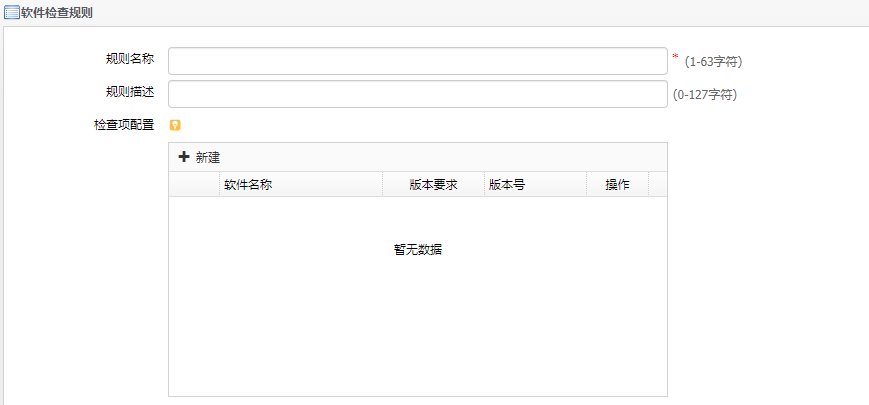 软件检查规则
规则名称 * (1-63字符)
规则描述 (0-127字符)
检查项配置
新建
软件名称 版本要求 版本号 操作
暂无数据